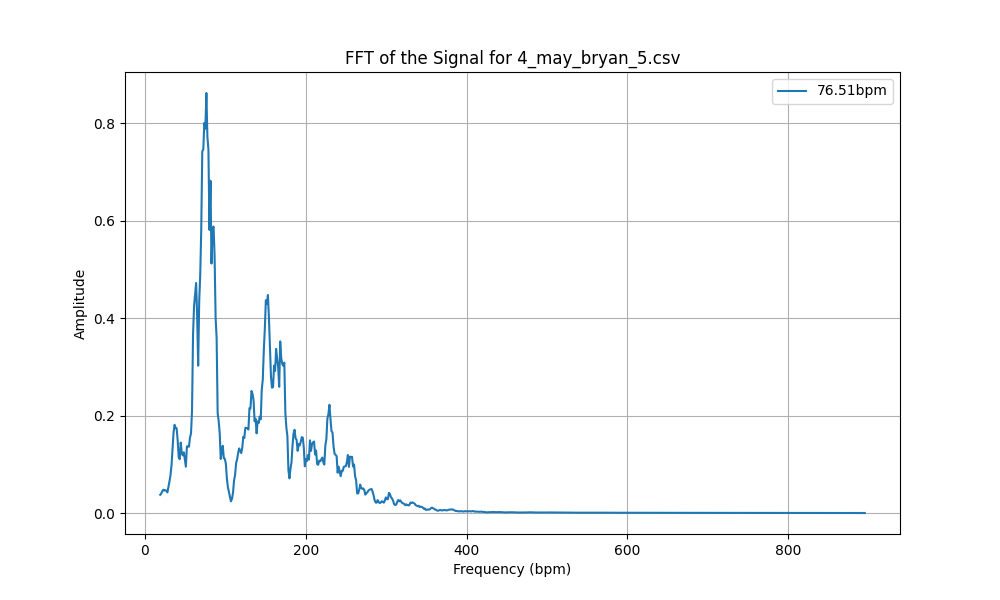 FFT of the Signal for 4_may_bryan_5.csv
76.51bpm
Amplitude
0.8
0.6
0.4
0.2
0.0
0 200 400 600 800
Frequency (bpm)